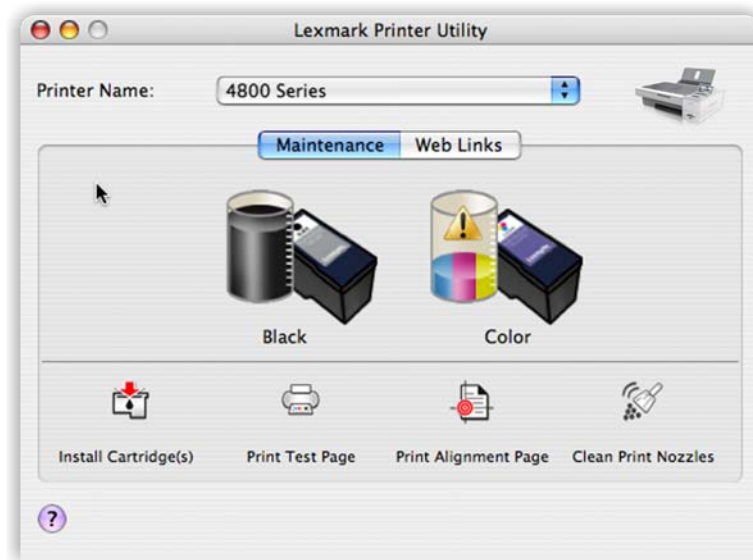 Lexmark Printer Utility
Printer Name:
4800 Series
Maintenance
Web Links
Black
Color
Install Cartridge(s)
Print Test Page
Print Alignment Page
Clean Print Nozzles
?